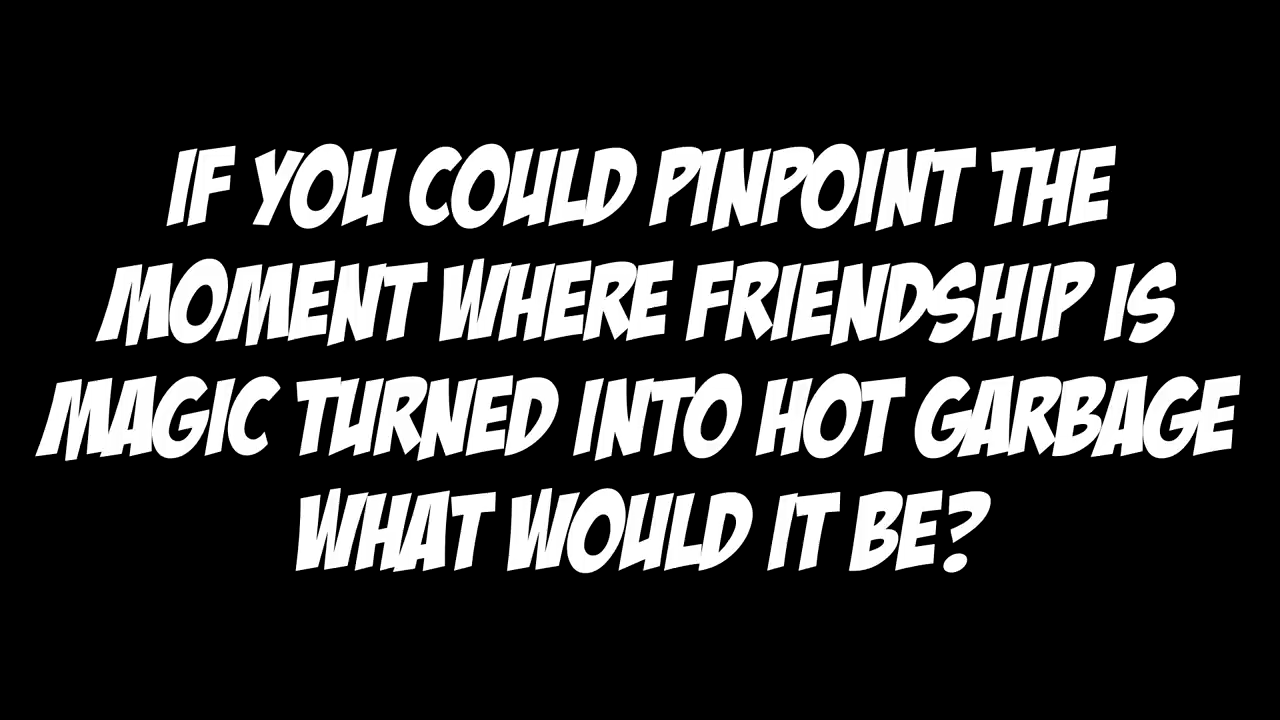 IF YOU COULD PINPOINT THE
MOMENT WHERE FRIENDSHIP IS
MAGIC TURNED INTO HOT GARBAGE
WHAT WOULD IT BE?